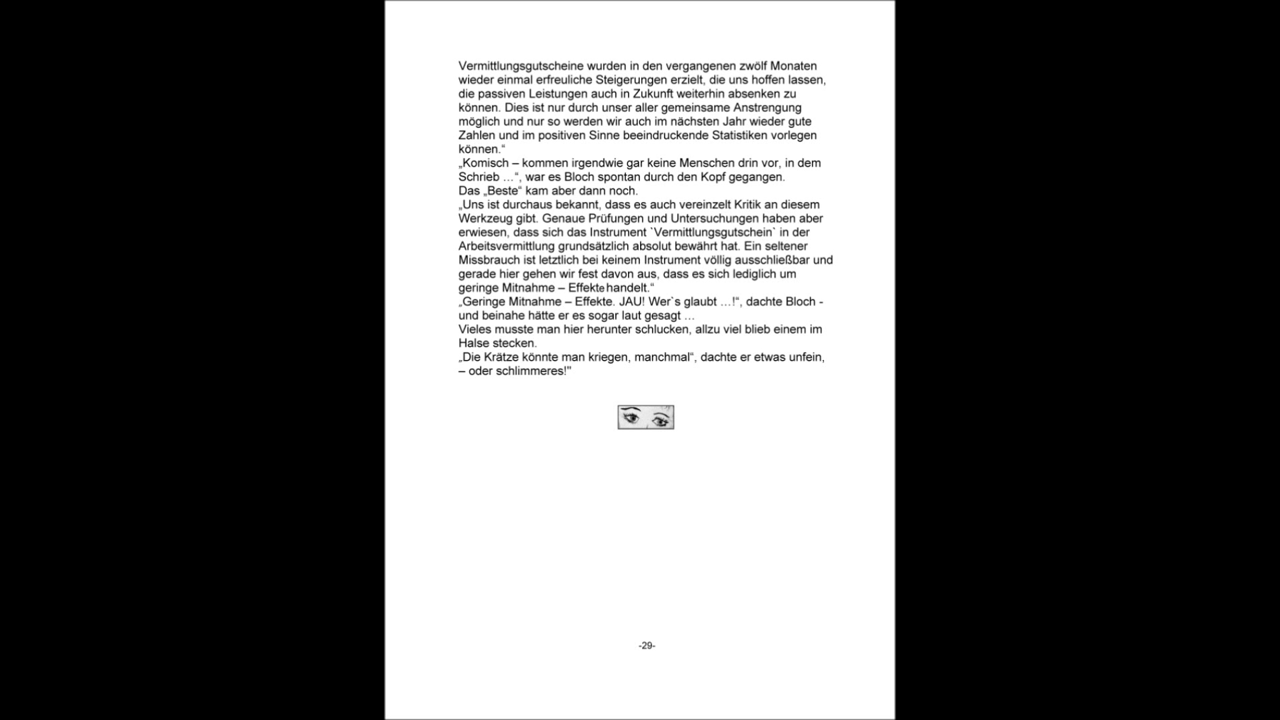 Vermittlungsgutscheine wurden in den vergangenen zwölf Monaten
wieder einmal erfreuliche Steigerungen erzielt, die uns hoffen lassen,
die passiven Leistungen auch in Zukunft weiterhin absenken zu
können. Dies ist nur durch unser aller gemeinsame Anstrengung
möglich und nur so werden wir auch im nächsten Jahr wieder gute
Zahlen und im positiven Sinne beeindruckende Statistiken vorlegen
können.“
„Komisch – kommen irgendwie gar keine Menschen drin vor, in dem
Schrieb …“, war es Bloch spontan durch den Kopf gegangen.
Das „Beste“ kam aber dann noch.
„Uns ist durchaus bekannt, dass es auch vereinzelt Kritik an diesem
Werkzeug gibt. Genaue Prüfungen und Untersuchungen haben aber
erwiesen, dass sich das Instrument `Vermittlungsgutschein` in der
Arbeitsvermittlung grundsätzlich absolut bewährt hat. Ein seltener
Missbrauch ist letztlich bei keinem Instrument völlig ausschließbar und
gerade hier gehen wir fest davon aus, dass es sich lediglich um
geringe Mitnahme – Effekte handelt.“
„Geringe Mitnahme – Effekte. JAU! Wer`s glaubt …!“, dachte Bloch -
und beinahe hätte er es sogar laut gesagt …
Vieles musste man hier herunter schlucken, allzu viel blieb einem im
Halse stecken.
„Die Krätze könnte man kriegen, manchmal“, dachte er etwas unfein,
– oder schlimmeres!"
-29-